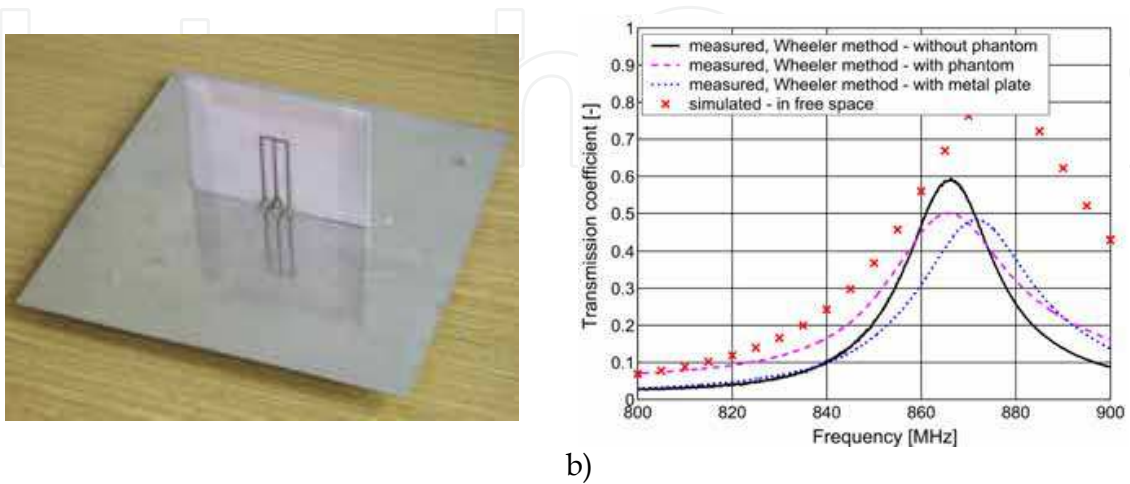 1
measured, Wheeler method - without phantom
measured, Wheeler method - with phantom
measured, Wheeler method - with metal plate
simulated - in free space
0.9
0.8
0.7
0.6
0.5
0.4
0.3
0.2
0.1
0
Transmission coefficient [-]
800 820 840 860 880 900
Frequency [MHz]
b)